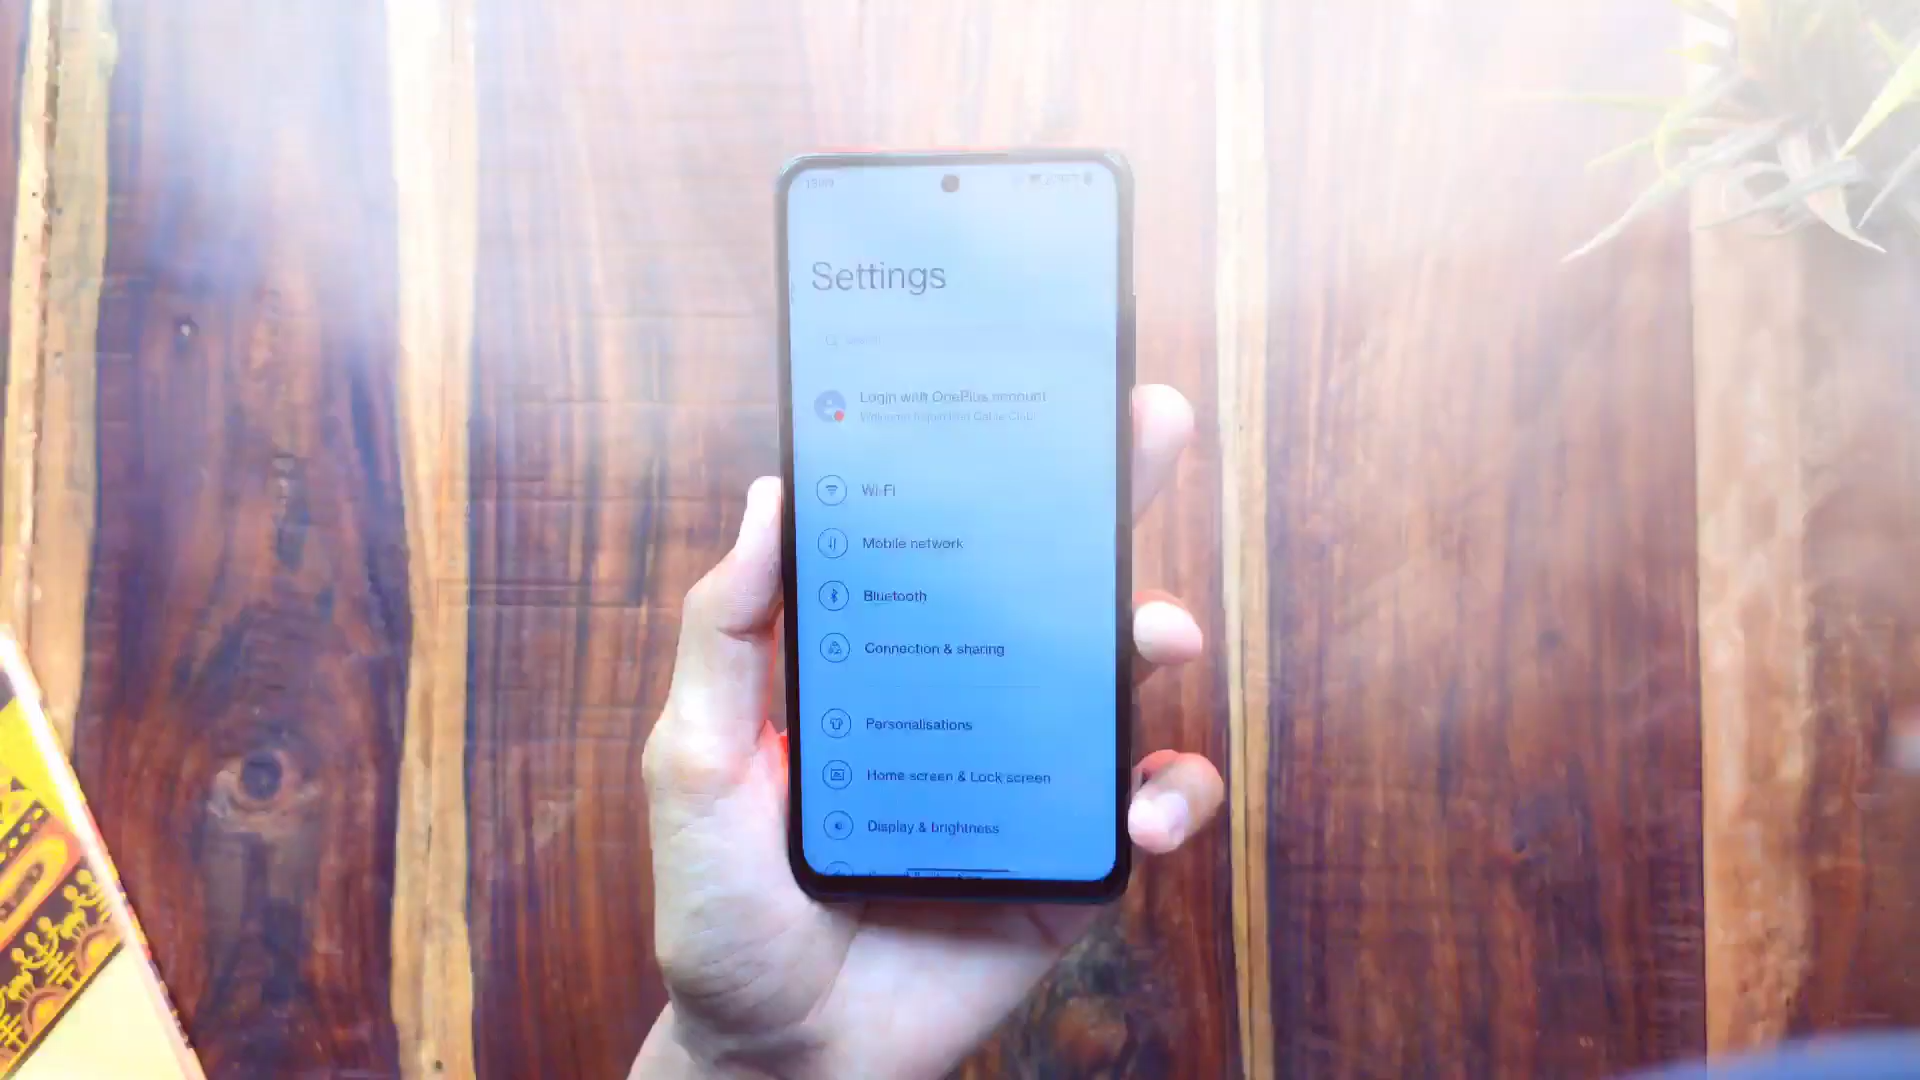 Settings
Login with OnePlus account
Wi-Fi
Mobile network
Bluetooth
Connection & sharing
Personalisations
Home screen & Lock screen
Display & brightness